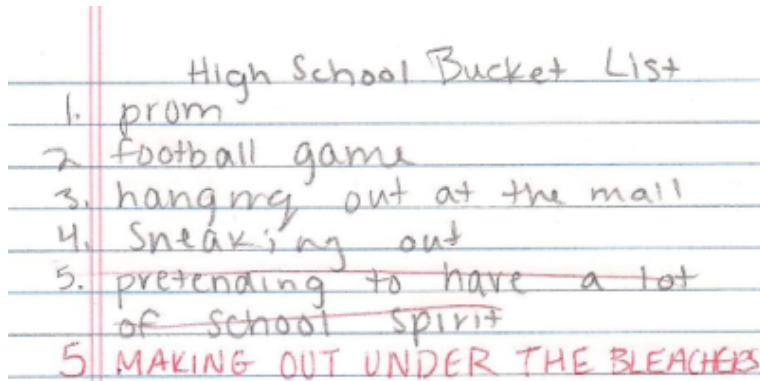 High School Bucket List
1. prom
2 football game
3. hanging out at the mall
4. Sneaking out
5. pretending to have a lot
of school spirit
5 MAKING OUT UNDER THE BLEACHERS